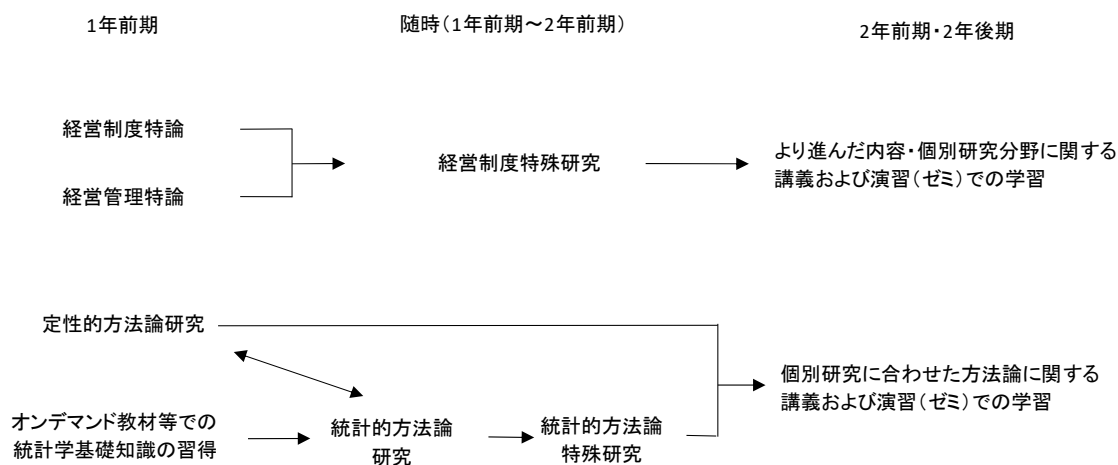 1年前期
随時(1年前期～2年前期)
2年前期・2年後期
経営制度特論
経営管理特論
経営制度特殊研究
より進んだ内容・個別研究分野に関する
講義および演習(ゼミ)での学習
定性的方法論研究
オンデマンド教材等での
統計学基礎知識の習得
統計的方法論
研究
統計的方法論
特殊研究
個別研究に合わせた方法論に関する
講義および演習(ゼミ)での学習